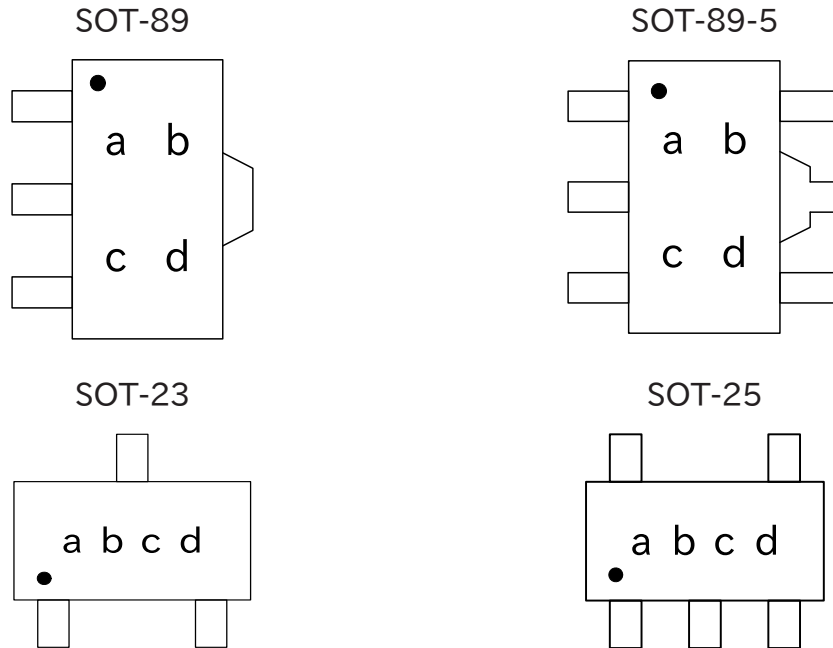 SOT-89
SOT-89-5
a b
a b
c d
c d
SOT-23
SOT-25
a b c d
a b c d